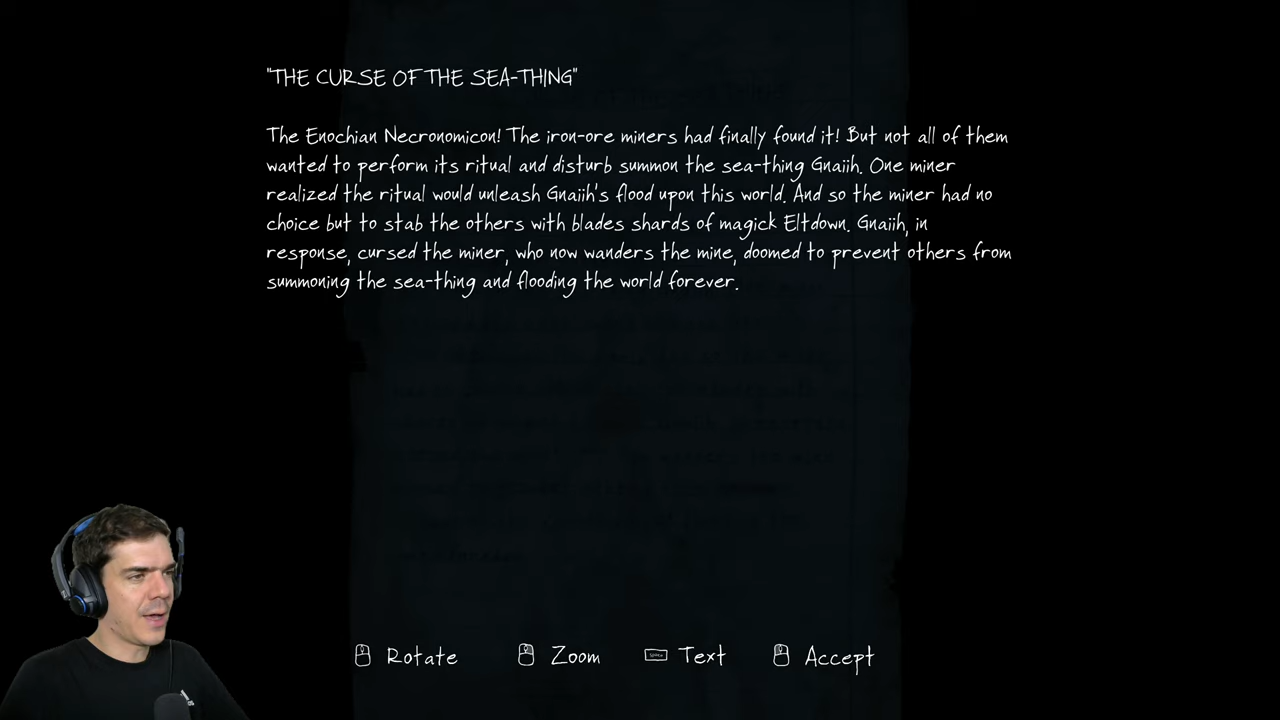 "THE CURSE OF THE SEA-THING"
The Enochian Necronomicon! The iron-ore miners had finally found it! But not all of them
wanted to perform its ritual and disturb summon the sea-thing Gnaiih. One miner
realized the ritual would unleash Gnaiih's flood upon this world. And so the miner had no
choice but to stab the others with blades shards of magick Eltdown. Gnaiih, in
response, cursed the miner, who now wanders the mine, doomed to prevent others from
summoning the sea-thing and flooding the world forever.
Rotate Zoom Text Accept